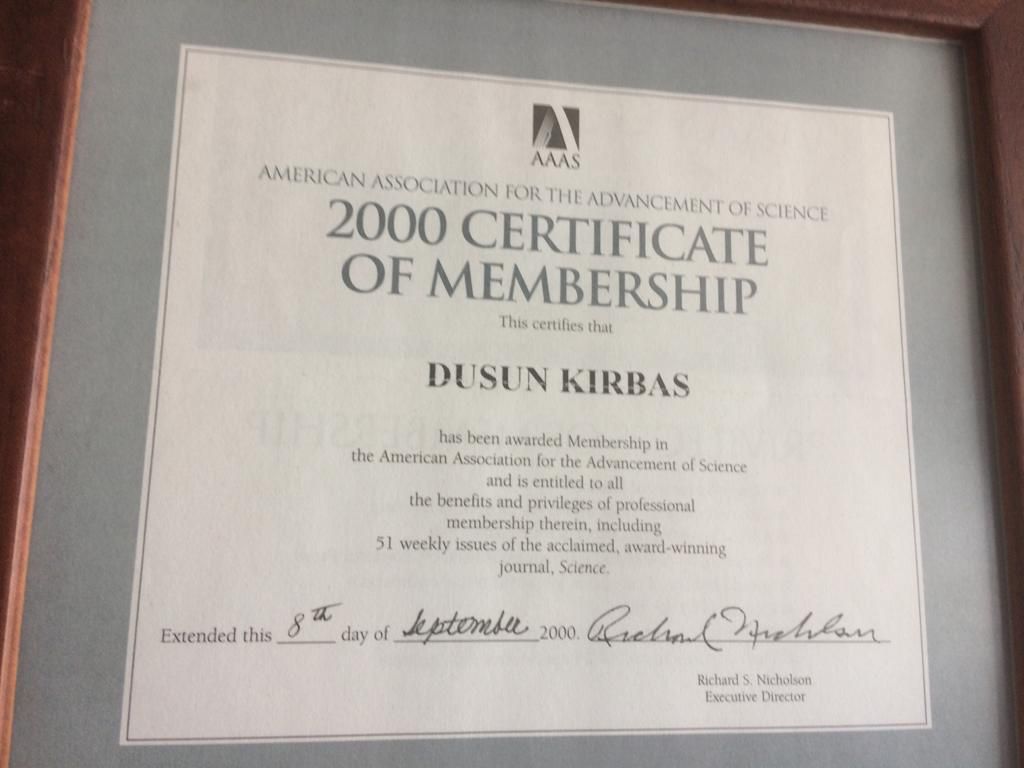 AAAS
AMERICAN ASSOCIATION FOR THE ADVANCEMENT OF SCIENCE
2000 CERTIFICATE
OF MEMBERSHIP
This certifies that
DUSUN KIRBAS
has been awarded Membership in
the American Association for the Advancement of Science
and is entitled to all
the benefits and privileges of professional
membership therein, including
51 weekly issues of the acclaimed, award-winning
journal, Science.
Extended this 8th day of September 2000. Richard Nicholson
Richard S. Nicholson
Executive Director